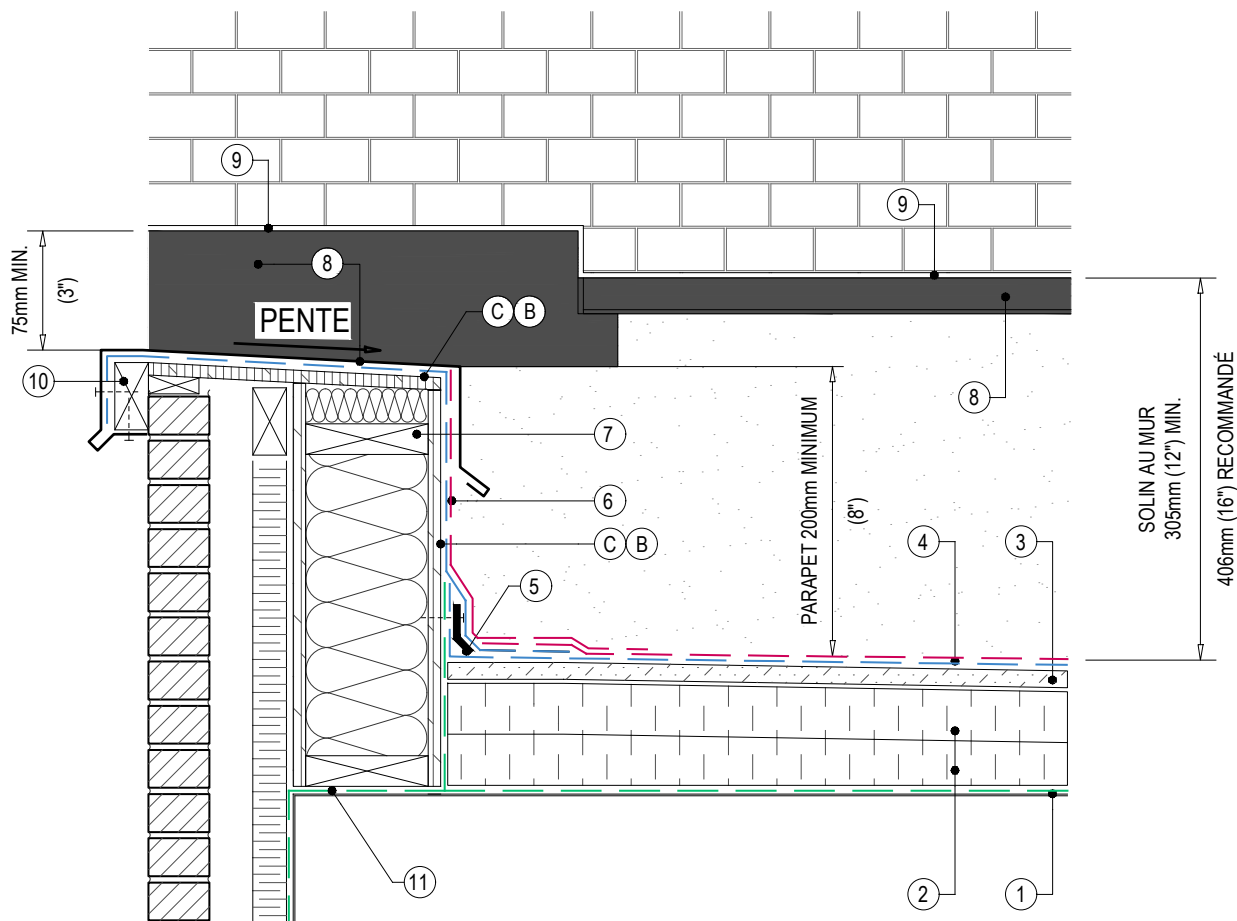 9
9
75mm MIN.
(3")
8
C B
PENTE
10
8
7
6
C B
PARAPET 200mm MINIMUM
(8")
SOLIN AU MUR
305mm (12") MIN.
406mm (16") RECOMMANDÉ
4
3
5
11
2
1